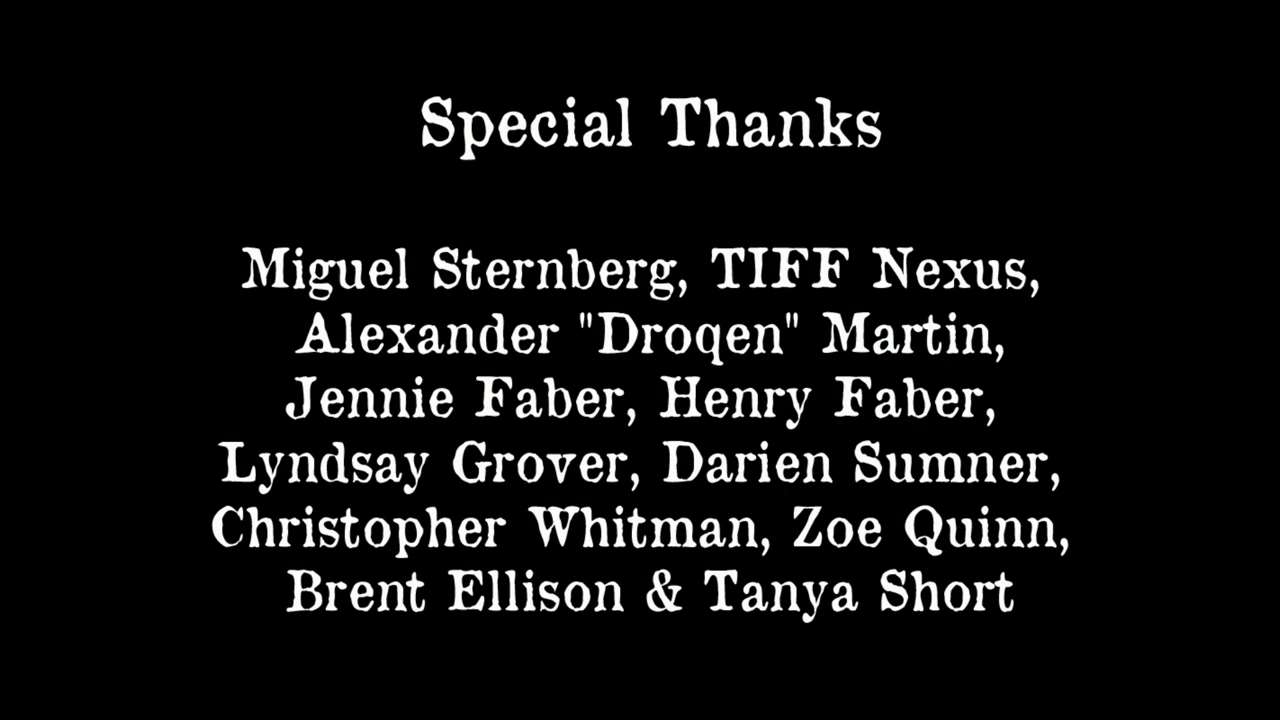 Special Thanks
Miguel Sternberg, TIFF Nexus,
Alexander "Droqen" Martin,
Jennie Faber, Henry Faber,
Lyndsay Grover, Darien Sumner,
Christopher Whitman, Zoe Quinn,
Brent Ellison & Tanya Short